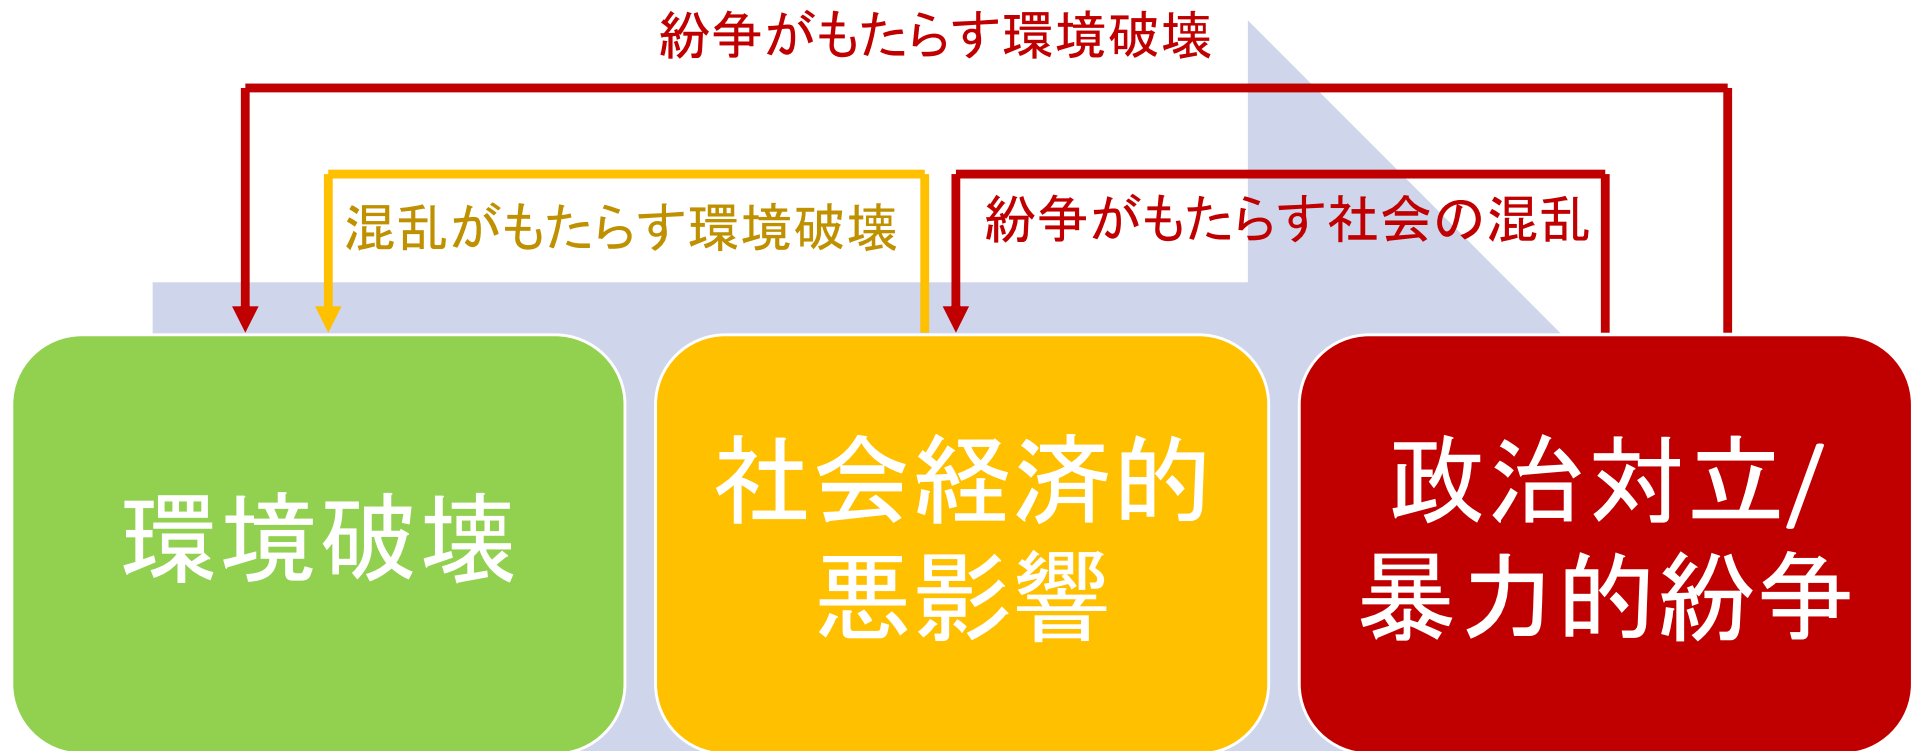 紛争がもたらす環境破壊
混乱がもたらす環境破壊
紛争がもたらす社会の混乱
環境破壊
社会経済的
悪影響
政治対立/
暴力的紛争